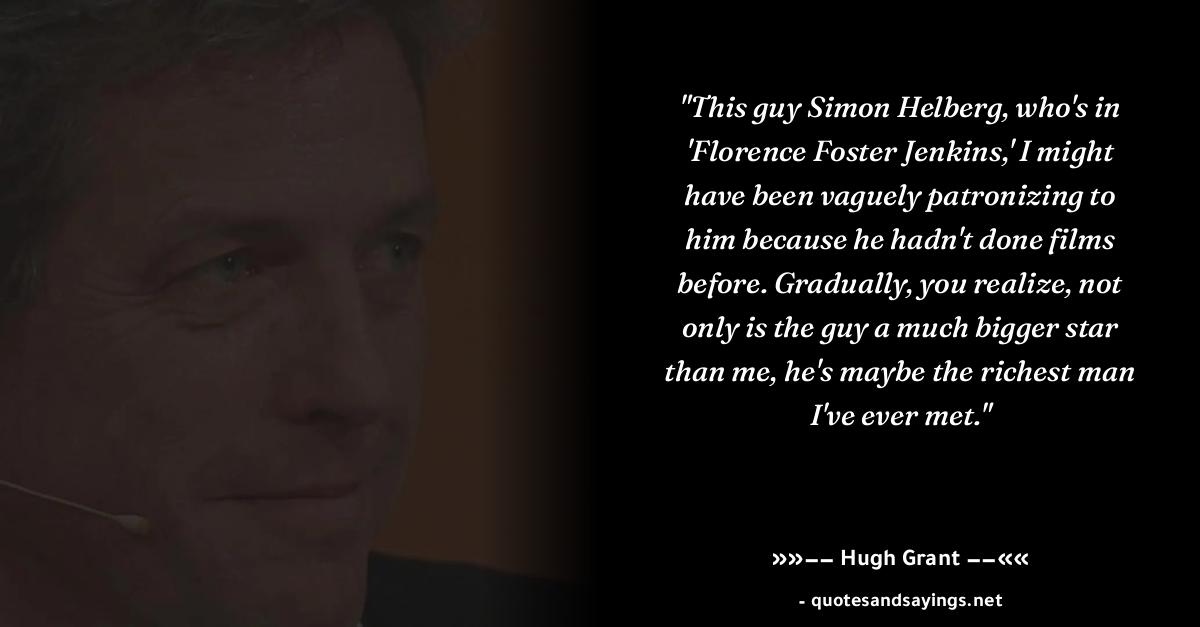 "This guy Simon Helberg, who's in
'Florence Foster Jenkins,' I might
have been vaguely patronizing to
him because he hadn't done films
before. Gradually, you realize, not
only is the guy a much bigger star
than me, he's maybe the richest man
I've ever met."
»»–– Hugh Grant ––««
- quotesandsayings.net